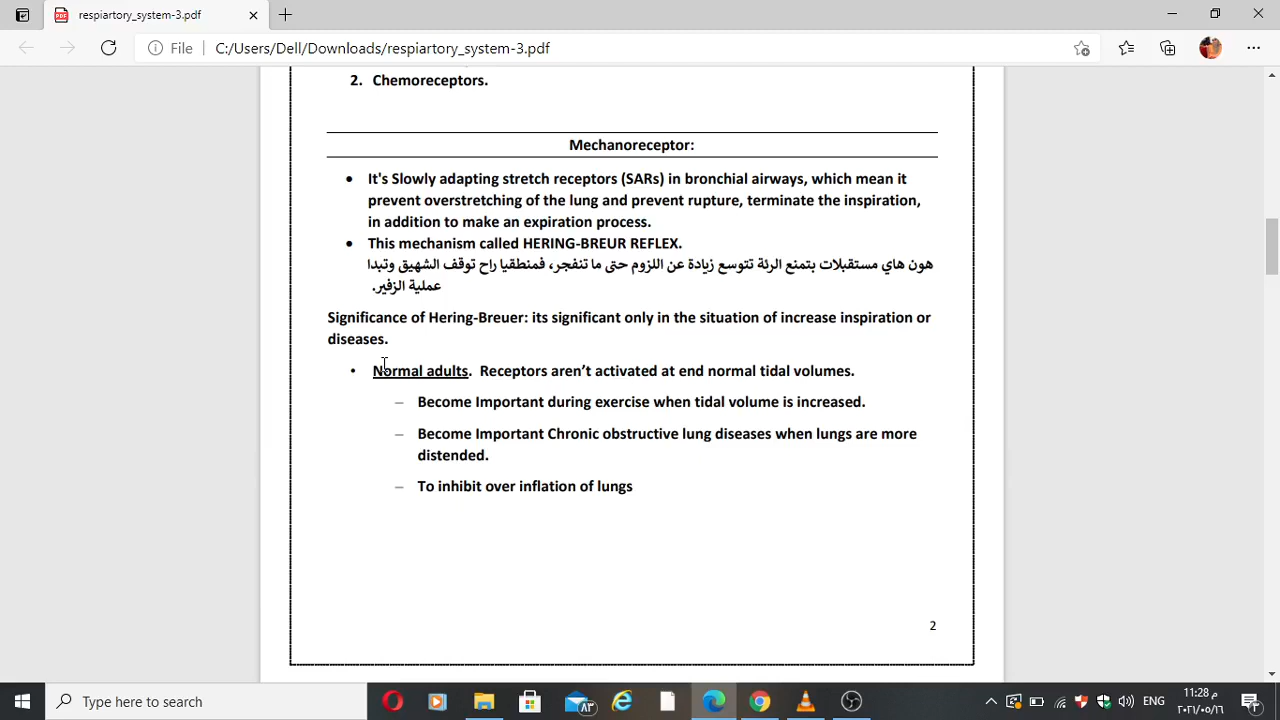 respiartory_system-3.pdf
File
C:/Users/Dell/Downloads/respiartory_system-3.pdf
2. Chemoreceptors.
Mechanoreceptor:
• It's Slowly adapting stretch receptors (SARs) in bronchial airways, which mean it
prevent overstretching of the lung and prevent rupture, terminate the inspiration,
in addition to make an expiration process.
• This mechanism called HERING-BREUR REFLEX.
هون هاي مستقبلات بتمنع الرئة تتوسع زيادة عن اللزوم حتى ما تنفجر، فمنطقيا راح توقف الشهيق وتبدا
عملية الزفير.
Significance of Hering-Breuer: its significant only in the situation of increase inspiration or
diseases.
• Normal adults. Receptors aren’t activated at end normal tidal volumes.
– Become Important during exercise when tidal volume is increased.
– Become Important Chronic obstructive lung diseases when lungs are more
distended.
– To inhibit over inflation of lungs
2
Type here to search
٨٣
ENG
11:28 م